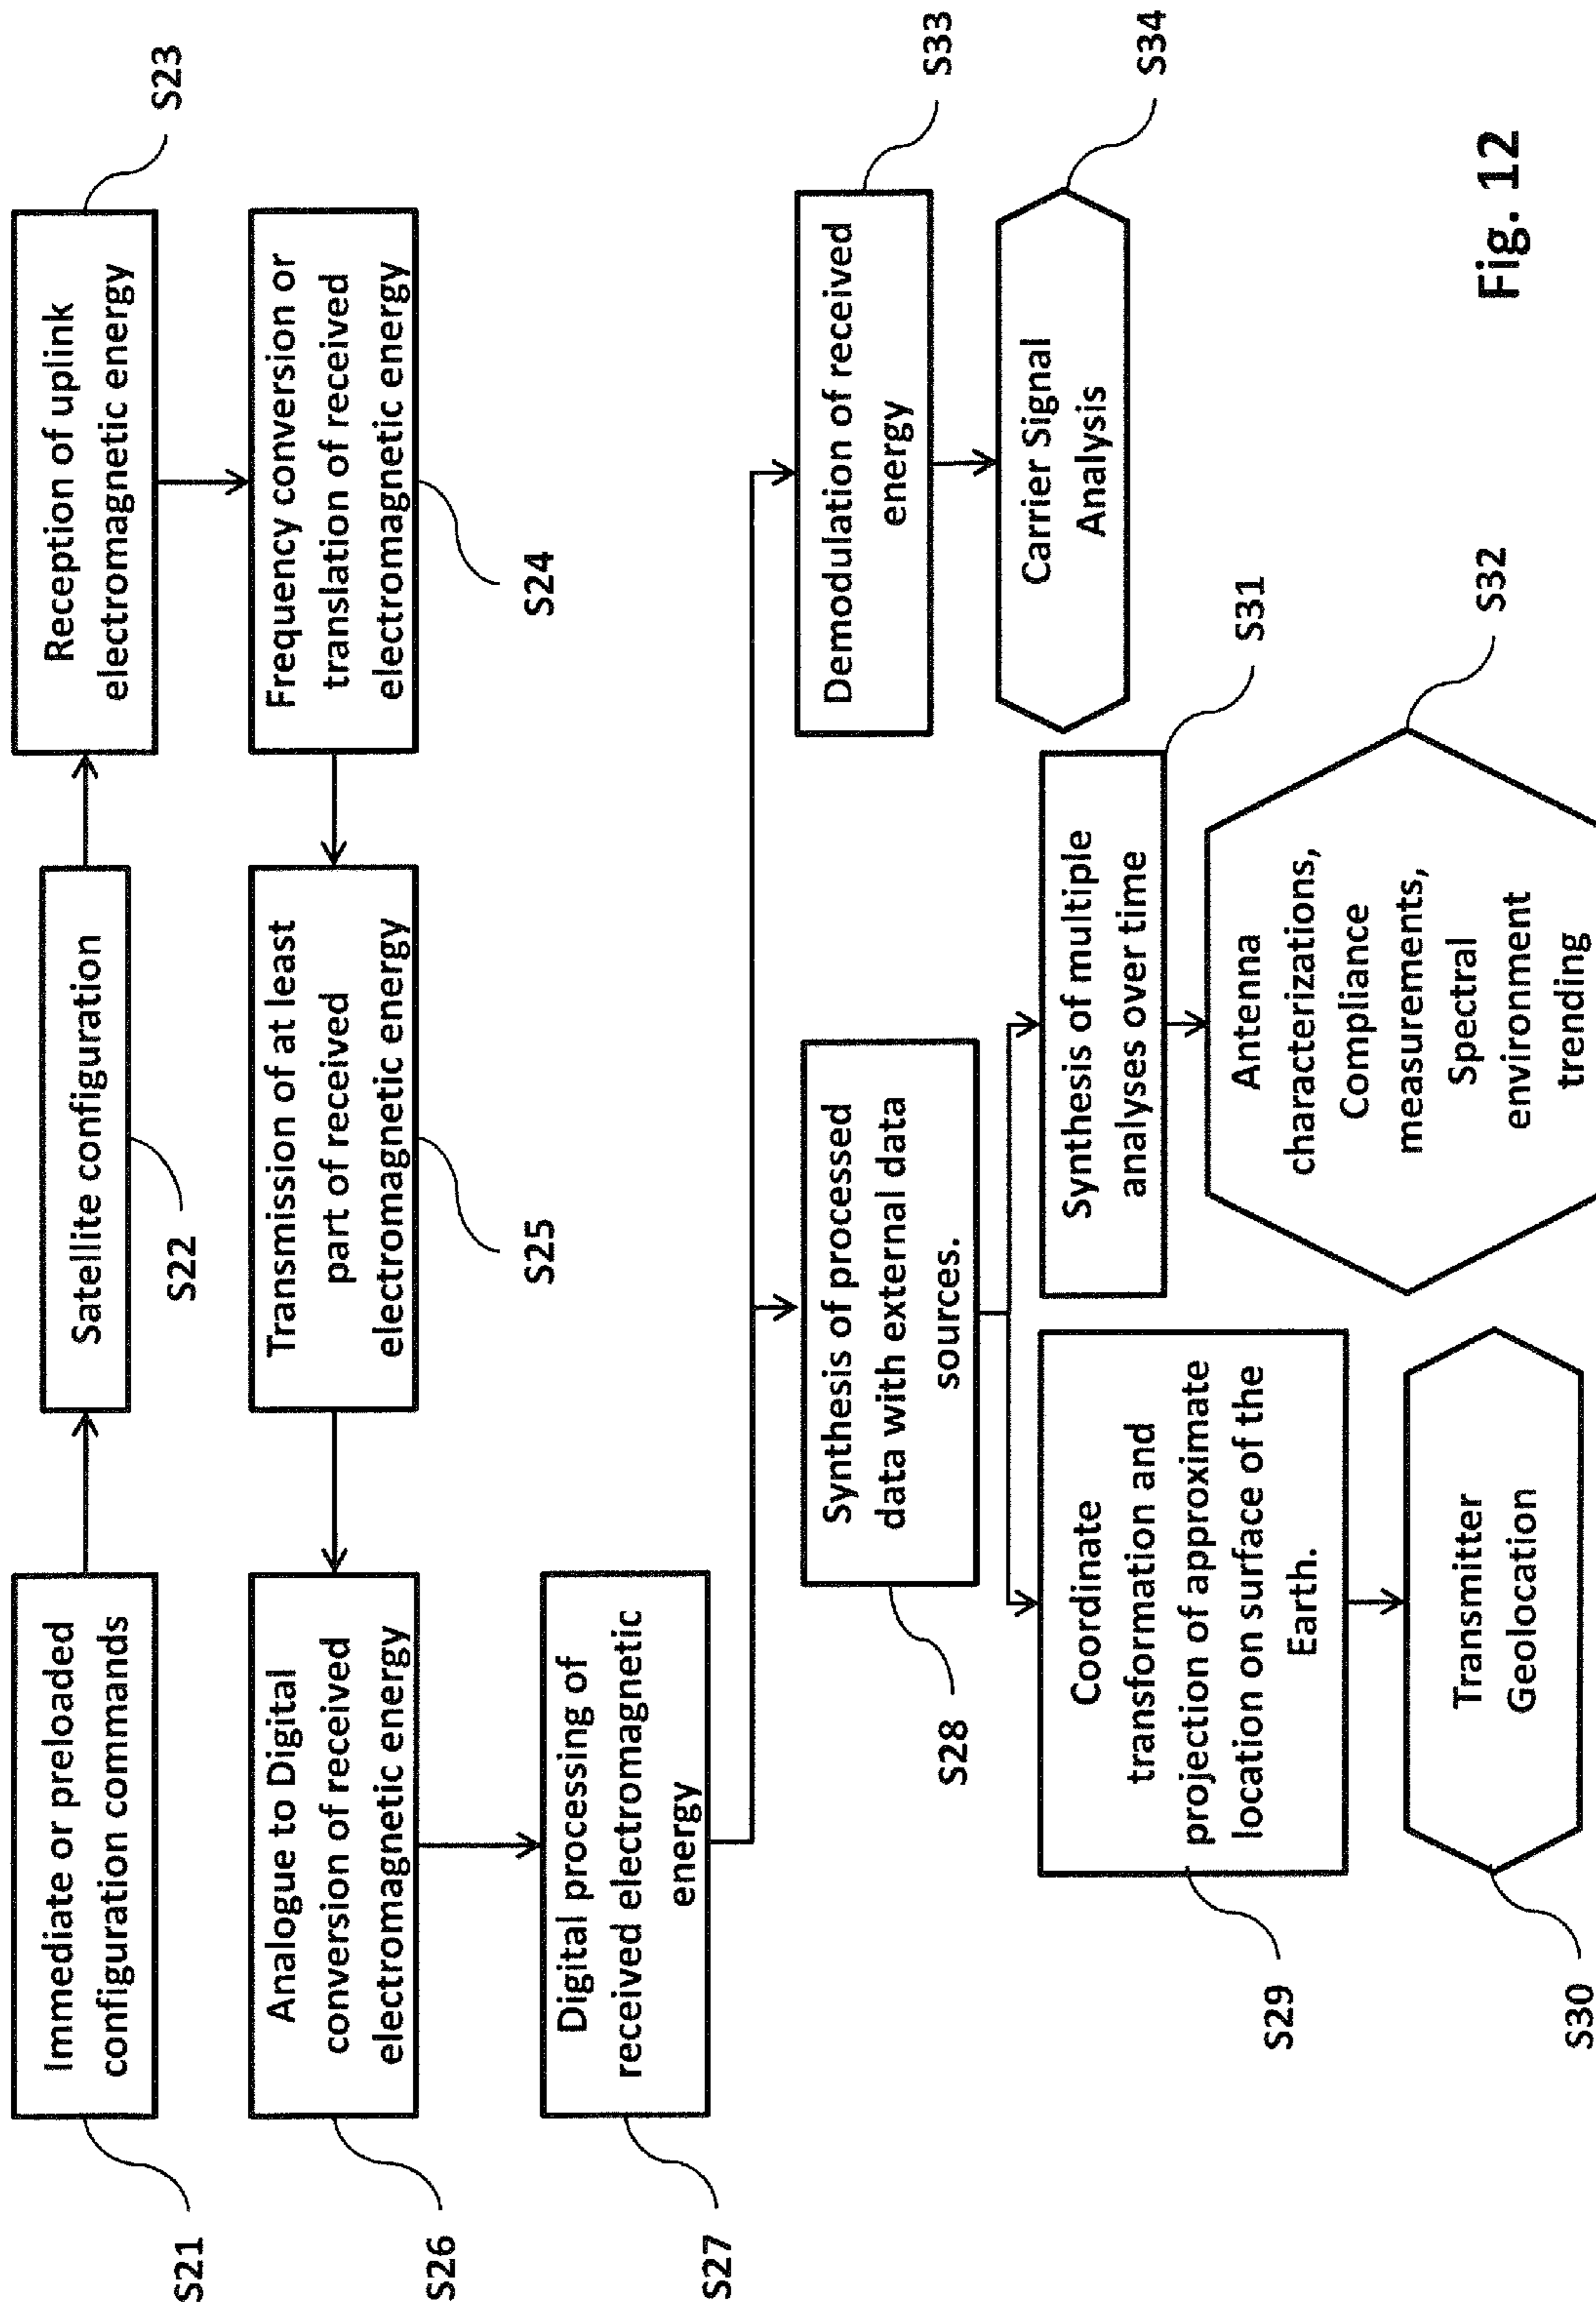 Immediate or preloaded
configuration commands
S21
Satellite configuration
S22
Reception of uplink
electromagnetic energy
S23
Frequency conversion or
translation of received
electromagnetic energy
S24
Transmission of at least
part of received
electromagnetic energy
S25
Analogue to Digital
conversion of received
electromagnetic energy
S26
Digital processing of
received electromagnetic
energy
S27
Synthesis of processed
data with external data
sources.
S28
Coordinate
transformation and
projection of approximate
location on surface of the
Earth.
S29
Transmitter
Geolocation
S30
Synthesis of multiple
analyses over time
S31
Antenna
characterizations,
Compliance
measurements,
Spectral
environment
trending
S32
Demodulation of received
energy
S33
Carrier Signal
Analysis
S34
Fig. 12